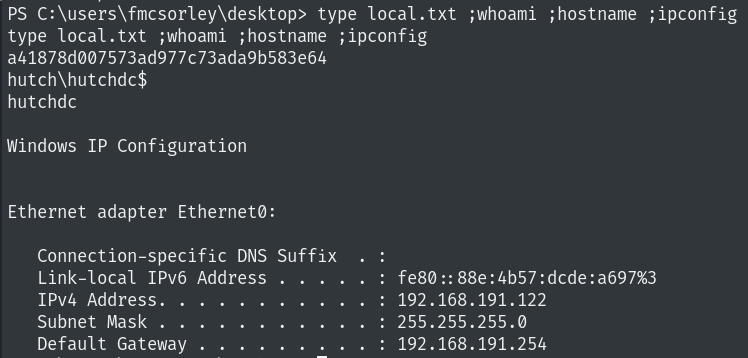 PS C:\users\fmcsorley\desktop> type local.txt ;whoami ;hostname ;ipconfig
type local.txt ;whoami ;hostname ;ipconfig
a41878d007573ad977c73ada9b583e64
hutch\hutchdc$
hutchdc
Windows IP Configuration
Ethernet adapter Ethernet0:
Connection-specific DNS Suffix  . :
Link-local IPv6 Address . . . . . : fe80::88e:4b57:dcde:a697%3
IPv4 Address. . . . . . . . . . . : 192.168.191.122
Subnet Mask . . . . . . . . . . . : 255.255.255.0
Default Gateway . . . . . . . . . : 192.168.191.254